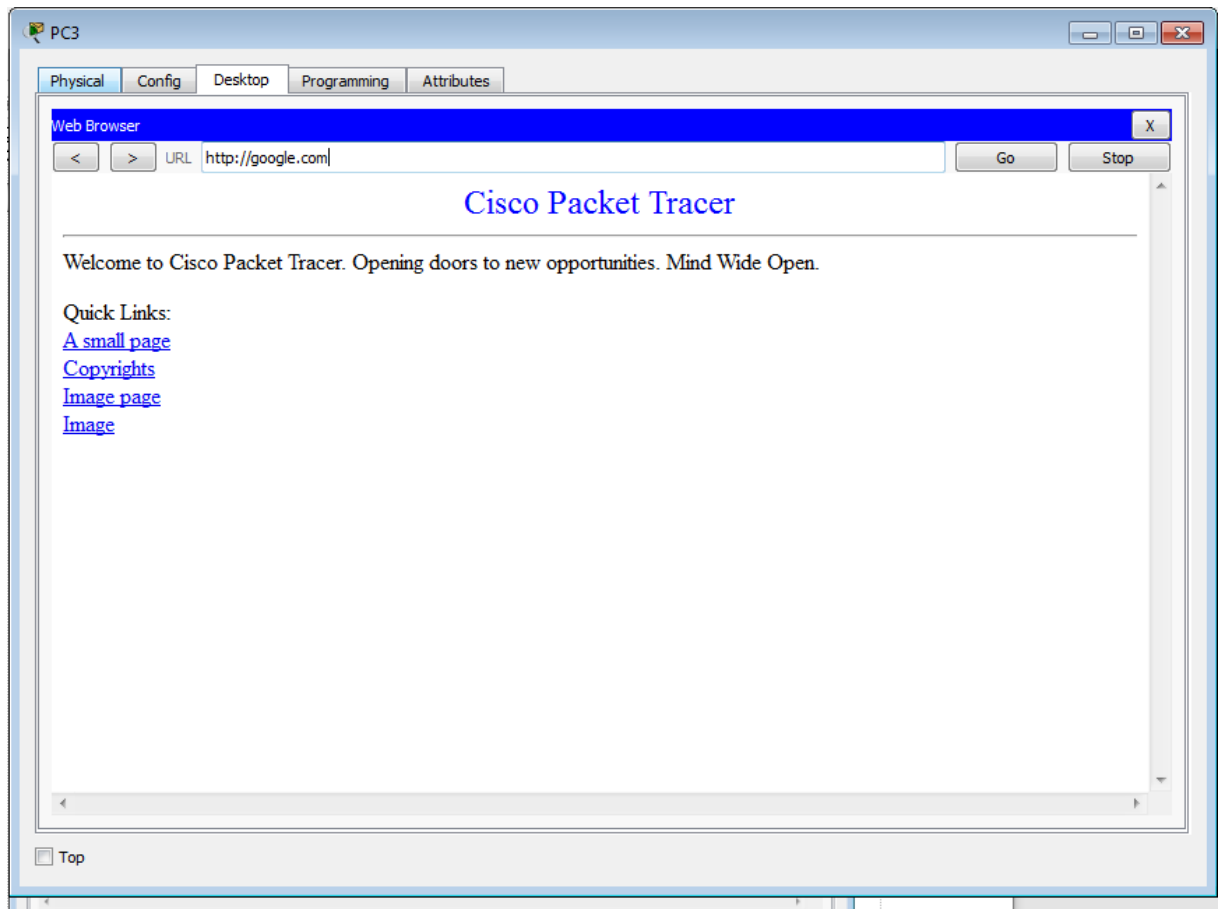 PC3
Physical Config Desktop Programming Attributes
Web Browser X
< > URL http://google.com Go Stop
Cisco Packet Tracer
Welcome to Cisco Packet Tracer. Opening doors to new opportunities. Mind Wide Open.
Quick Links:
A small page
Copyrights
Image page
Image
Top